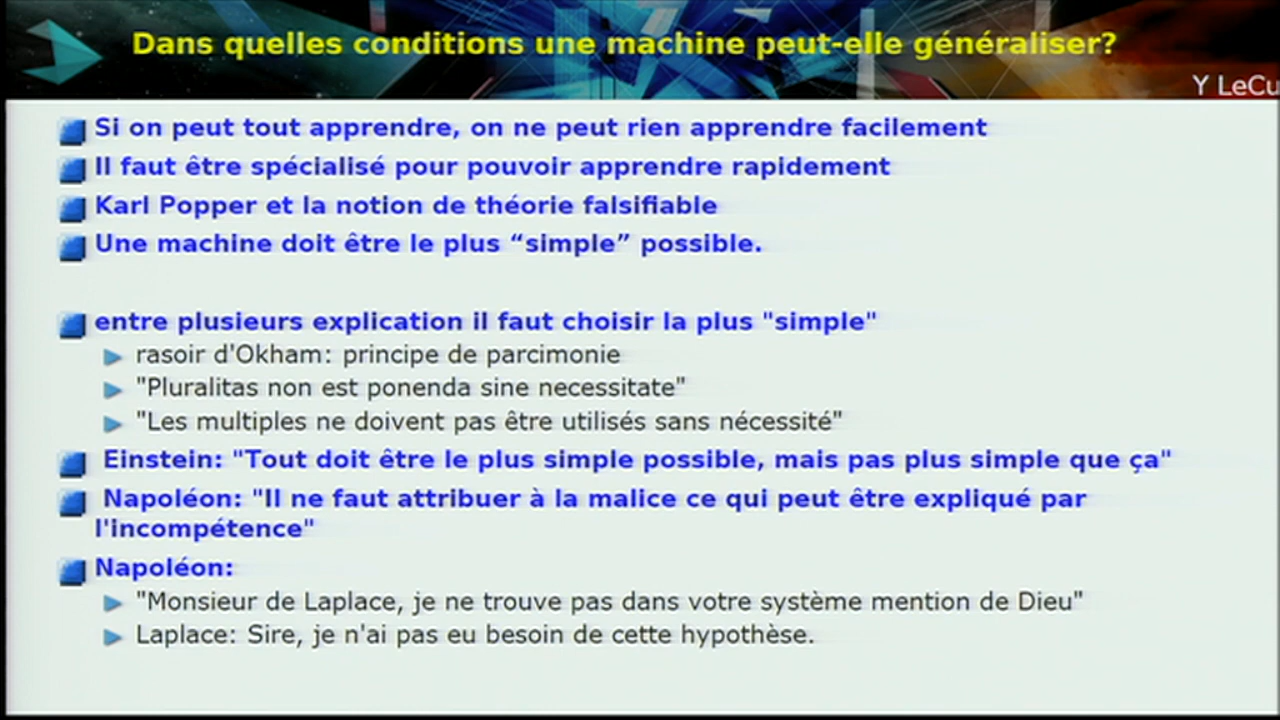 Dans quelles conditions une machine peut-elle généraliser?
Y LeCu
Si on peut tout apprendre, on ne peut rien apprendre facilement
Il faut être spécialisé pour pouvoir apprendre rapidement
Karl Popper et la notion de théorie falsifiable
Une machine doit être le plus “simple” possible.
entre plusieurs explication il faut choisir la plus "simple"
rasoir d'Okham: principe de parcimonie
"Pluralitas non est ponenda sine necessitate"
"Les multiples ne doivent pas être utilisés sans nécessité"
Einstein: "Tout doit être le plus simple possible, mais pas plus simple que ça"
Napoléon: "Il ne faut attribuer à la malice ce qui peut être expliqué par
l'incompétence"
Napoléon:
"Monsieur de Laplace, je ne trouve pas dans votre système mention de Dieu"
Laplace: Sire, je n'ai pas eu besoin de cette hypothèse.